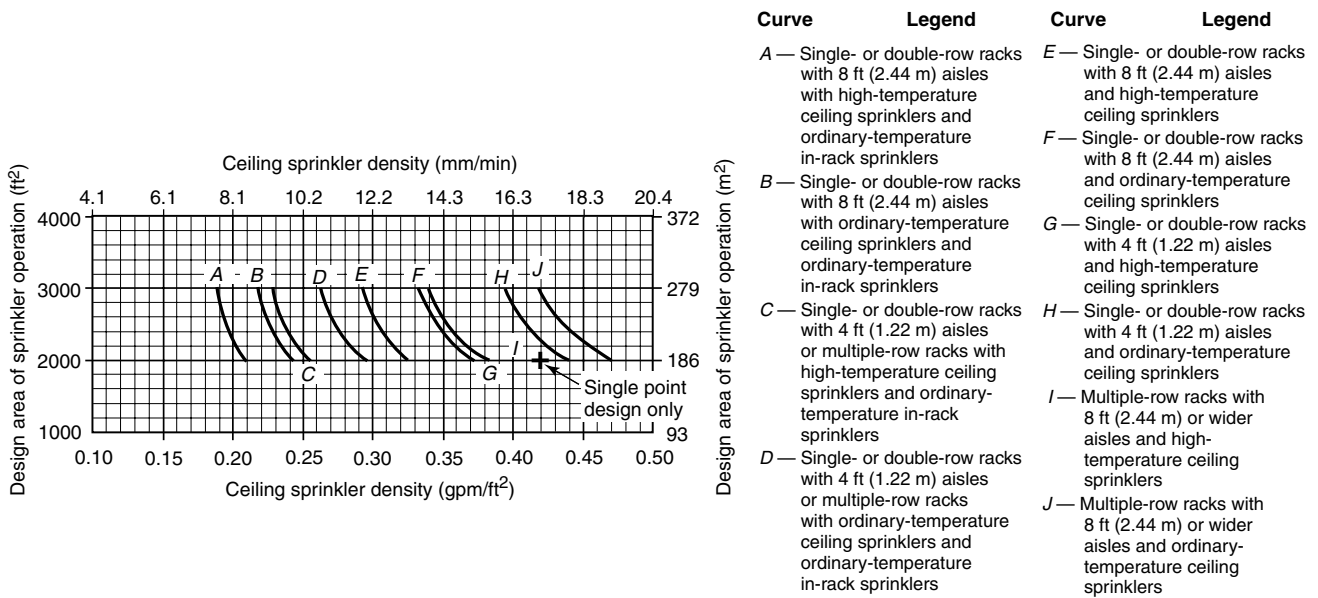 Ceiling sprinkler density (mm/min)
4.1 6.1 8.1 10.2 12.2 14.3 16.3 18.3 20.4
Design area of sprinkler operation (ft²)
4000
3000
2000
1000
A B D E F H J
I
C
G
Single point
design only
372
279
186
93
Design area of sprinkler operation (m²)
0.10 0.15 0.20 0.25 0.30 0.35 0.40 0.45 0.50
Ceiling sprinkler density (gpm/ft²)
Curve Legend
A — Single- or double-row racks
with 8 ft (2.44 m) aisles
with high-temperature
ceiling sprinklers and
ordinary-temperature
in-rack sprinklers
B — Single- or double-row racks
with 8 ft (2.44 m) aisles
with ordinary-temperature
ceiling sprinklers and
ordinary-temperature
in-rack sprinklers
C — Single- or double-row racks
with 4 ft (1.22 m) aisles
or multiple-row racks with
high-temperature ceiling
sprinklers and ordinary-
temperature in-rack
sprinklers
D — Single- or double-row racks
with 4 ft (1.22 m) aisles
or multiple-row racks
with ordinary-temperature
ceiling sprinklers and
ordinary-temperature
in-rack sprinklers
Curve Legend
E — Single- or double-row racks
with 8 ft (2.44 m) aisles
and high-temperature
ceiling sprinklers
F — Single- or double-row racks
with 8 ft (2.44 m) aisles
and ordinary-temperature
ceiling sprinklers
G — Single- or double-row racks
with 4 ft (1.22 m) aisles
and high-temperature
ceiling sprinklers
H — Single- or double-row racks
with 4 ft (1.22 m) aisles
and ordinary-temperature
ceiling sprinklers
I — Multiple-row racks with
8 ft (2.44 m) or wider
aisles and high-
temperature ceiling
sprinklers
J — Multiple-row racks with
8 ft (2.44 m) or wider
aisles and ordinary-
temperature ceiling
sprinklers